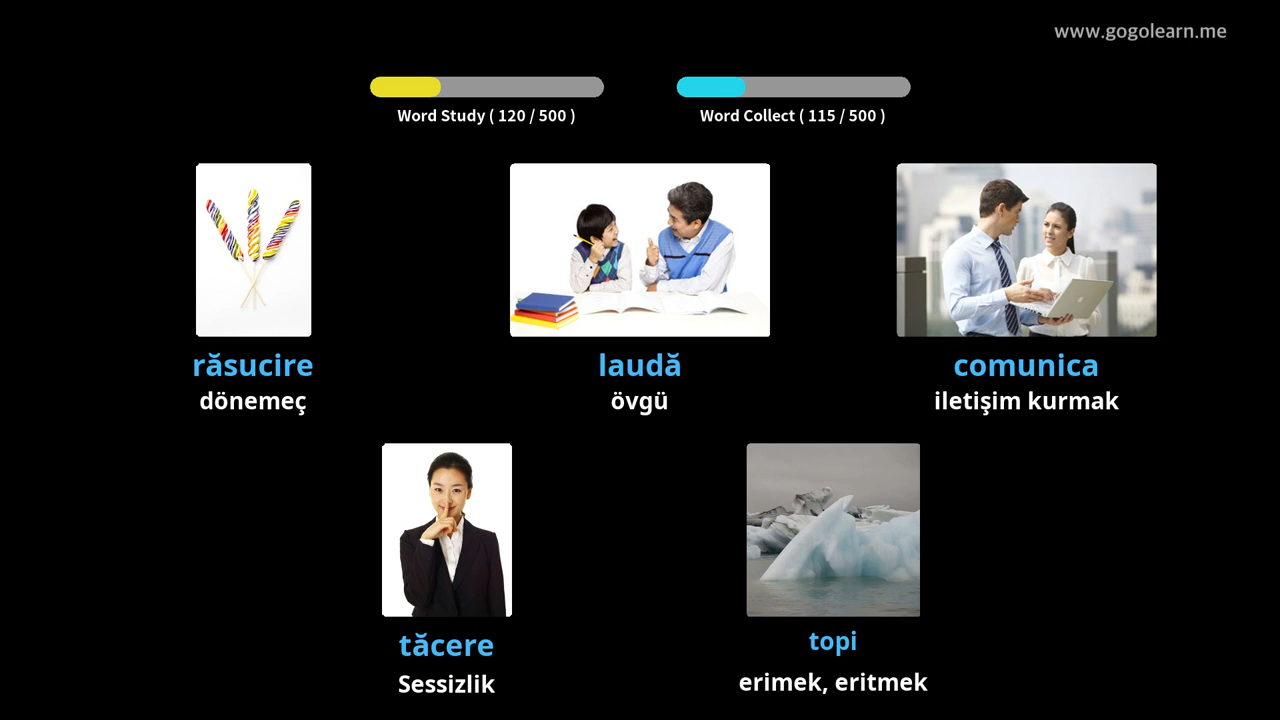 www.gogolearn.me
Word Study ( 120 / 500 )
Word Collect ( 115 / 500 )
răsucire
dönemeç
laudă
övgü
comunica
iletişim kurmak
tăcere
Sessizlik
topi
erimek, eritmek